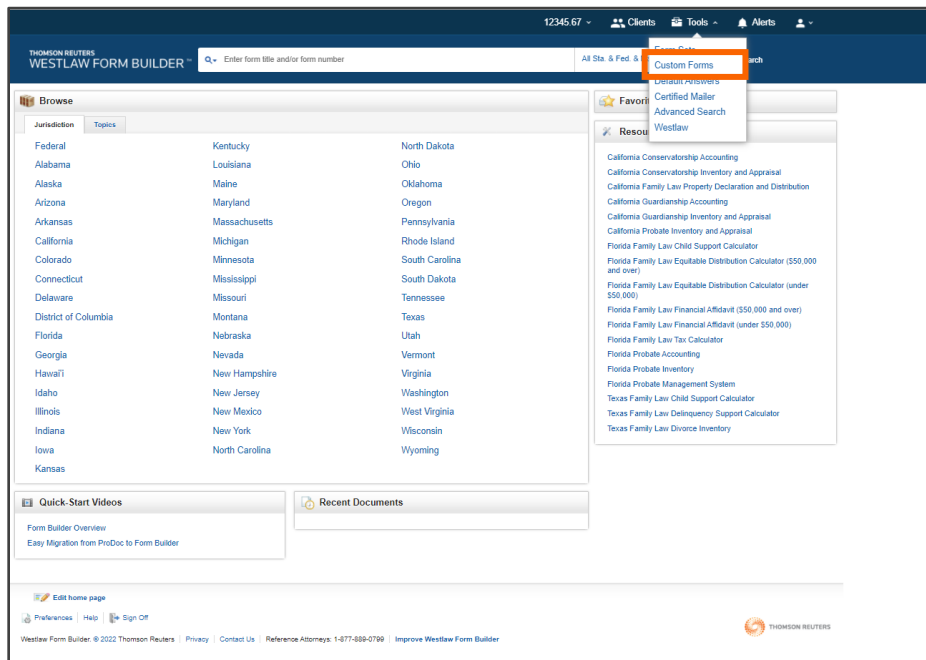 12345.67 Clients Tools Alerts
THOMSON REUTERS
WESTLAW FORM BUILDER™
Enter form title and/or form number
All Sta. & Fed. &
Form Sets
Custom Forms
Default Answers
Certified Mailer
Advanced Search
Westlaw
Browse
Jurisdiction Topics
Federal Kentucky North Dakota
Alabama Louisiana Ohio
Alaska Maine Oklahoma
Arizona Maryland Oregon
Arkansas Massachusetts Pennsylvania
California Michigan Rhode Island
Colorado Minnesota South Carolina
Connecticut Mississippi South Dakota
Delaware Missouri Tennessee
District of Columbia Montana Texas
Florida Nebraska Utah
Georgia Nevada Vermont
Hawai'i New Hampshire Virginia
Idaho New Jersey Washington
Illinois New Mexico West Virginia
Indiana New York Wisconsin
Iowa North Carolina Wyoming
Kansas
Favori
Resou
California Conservatorship Accounting
California Conservatorship Inventory and Appraisal
California Family Law Property Declaration and Distribution
California Guardianship Accounting
California Guardianship Inventory and Appraisal
California Probate Inventory and Appraisal
Florida Family Law Child Support Calculator
Florida Family Law Equitable Distribution Calculator ($50,000
and over)
Florida Family Law Equitable Distribution Calculator (under
$50,000)
Florida Family Law Financial Affidavit ($50,000 and over)
Florida Family Law Financial Affidavit (under $50,000)
Florida Family Law Tax Calculator
Florida Probate Accounting
Florida Probate Inventory
Florida Probate Management System
Texas Family Law Child Support Calculator
Texas Family Law Delinquency Support Calculator
Texas Family Law Divorce Inventory
Quick-Start Videos
Form Builder Overview
Easy Migration from ProDoc to Form Builder
Recent Documents
Edit home page
Preferences | Help | Sign Off
Westlaw Form Builder. © 2022 Thomson Reuters | Privacy | Contact Us | Reference Attorneys: 1-877-889-0799 | Improve Westlaw Form Builder
THOMSON REUTERS